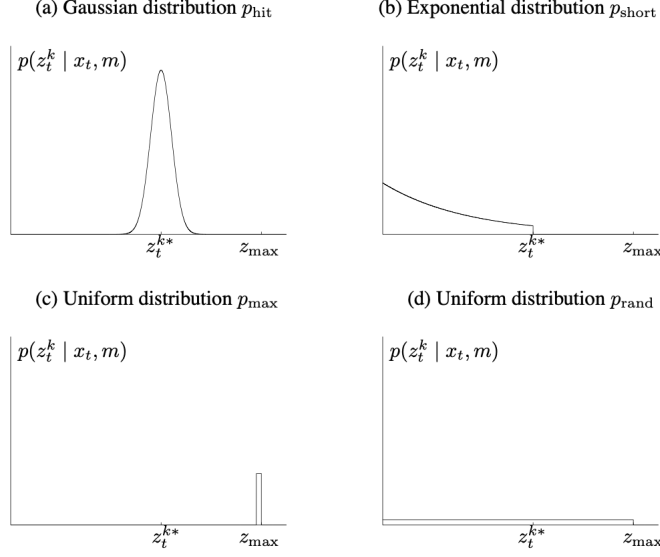 (a) Gaussian distribution p_hit
(b) Exponential distribution p_short
p(z_t^k | x_t, m)
p(z_t^k | x_t, m)
z_t^{k*}
z_max
z_t^{k*}
z_max
(c) Uniform distribution p_max
(d) Uniform distribution p_rand
p(z_t^k | x_t, m)
p(z_t^k | x_t, m)
z_t^{k*}
z_max
z_t^{k*}
z_max